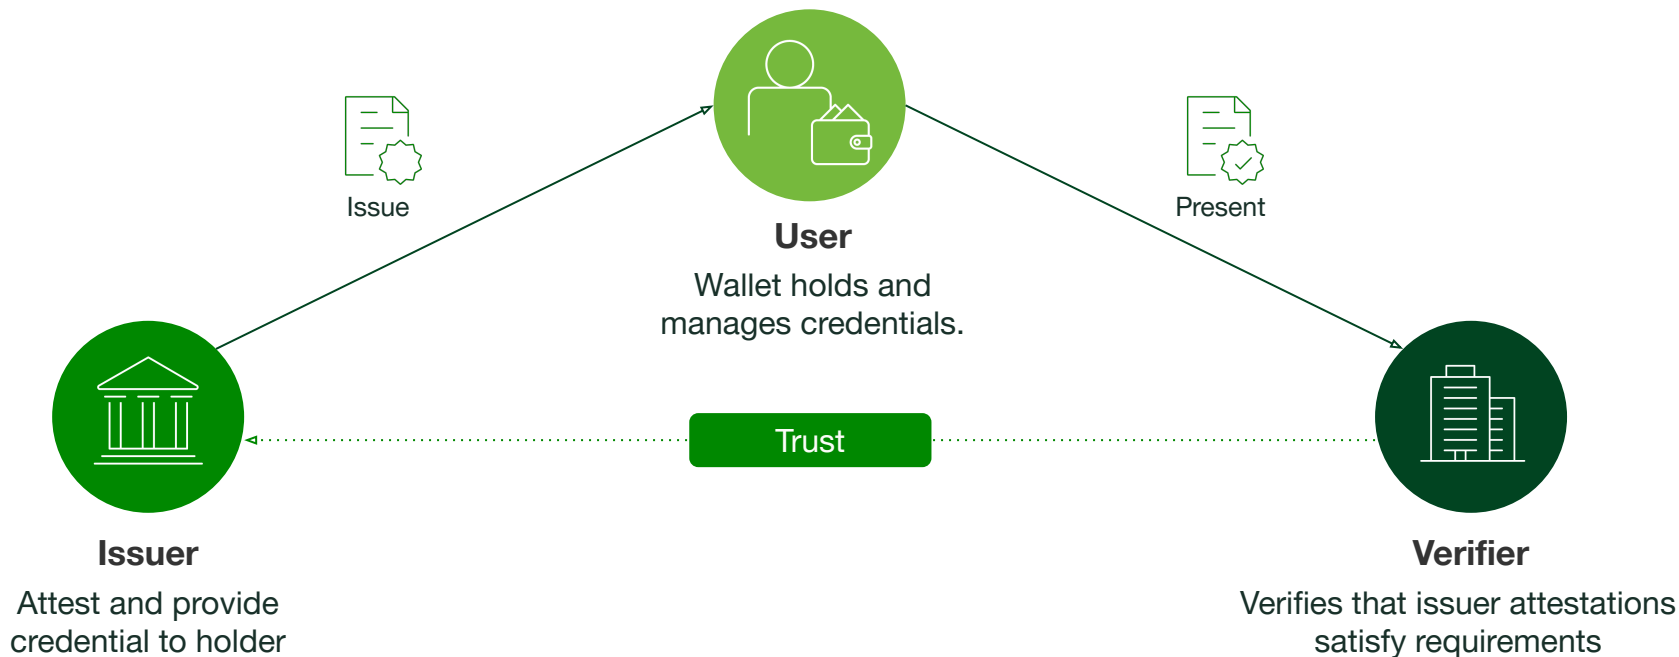 Issue
Present
User
Wallet holds and
manages credentials.
Trust
Issuer
Attest and provide
credential to holder
Verifier
Verifies that issuer attestations
satisfy requirements